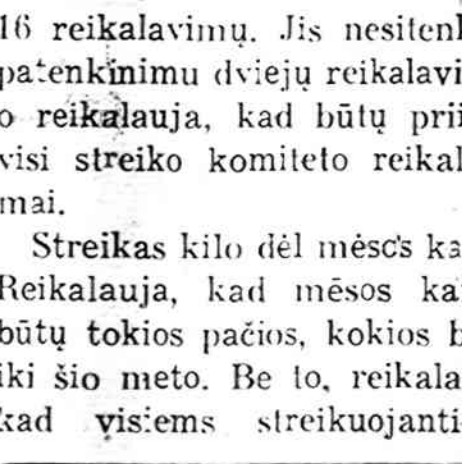 16 reikalavimų. Jis nesitenk
patenkinimu dviejų reikalavi
o reikalauja, kad būtų prii
visi streiko komiteto reikal
mai.
Streikas kilo dėl mėsos ka
Reikalauja, kad mėsos ka
būtų tokios pačios, kokios b
iki šio meto. Be to, reikala
kad visiems streikuojanti